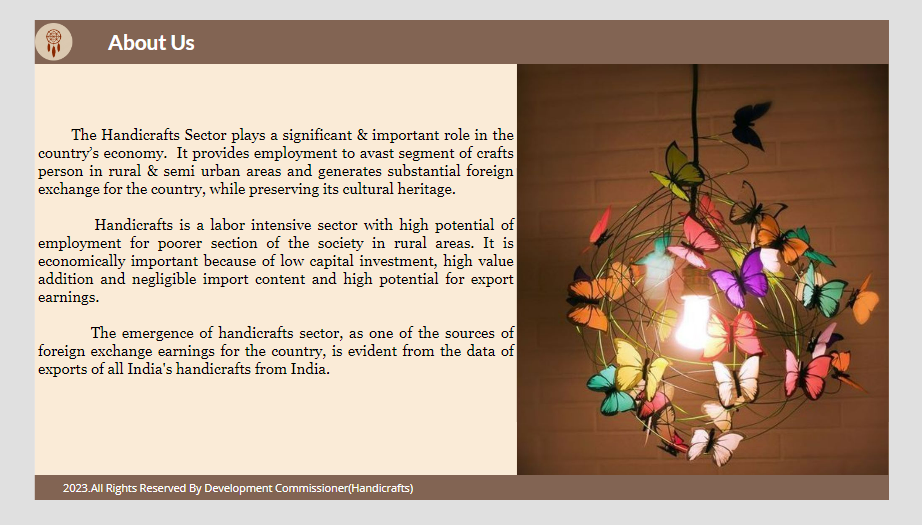 About Us
The Handicrafts Sector plays a significant & important role in the
country's economy. It provides employment to avast segment of crafts
person in rural & semi urban areas and generates substantial foreign
exchange for the country, while preserving its cultural heritage.
Handicrafts is a labor intensive sector with high potential of
employment for poorer section of the society in rural areas. It is
economically important because of low capital investment, high value
addition and negligible import content and high potential for export
earnings.
The emergence of handicrafts sector, as one of the sources of
foreign exchange earnings for the country, is evident from the data of
exports of all India's handicrafts from India.
2023.All Rights Reserved By Development Commissioner(Handicrafts)